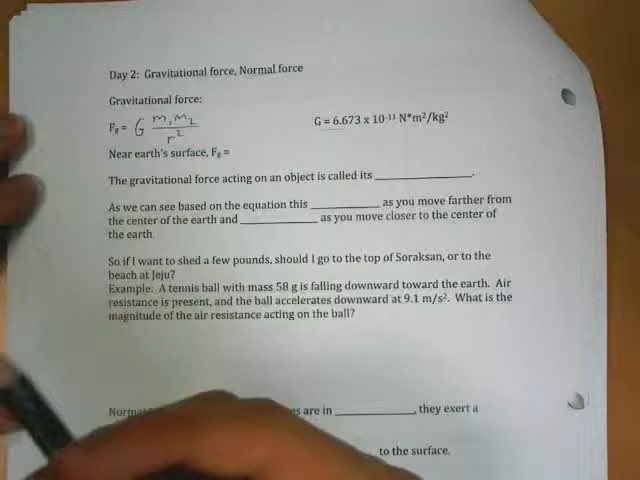 Day 2: Gravitational force, Normal force
Gravitational force:
Fg = G m₁m₂ / r² G = 6.673 x 10⁻¹¹ N*m²/kg²
Near earth's surface, Fg =
The gravitational force acting on an object is called its ______________.
As we can see based on the equation this __________ as you move farther from
the center of the earth and ___________ as you move closer to the center of
the earth.
So if I want to shed a few pounds, should I go to the top of Soraksan, or to the
beach at Jeju?
Example: A tennis ball with mass 58 g is falling downward toward the earth. Air
resistance is present, and the ball accelerates downward at 9.1 m/s². What is the
magnitude of the air resistance acting on the ball?
are in ____________, they exert a
to the surface.